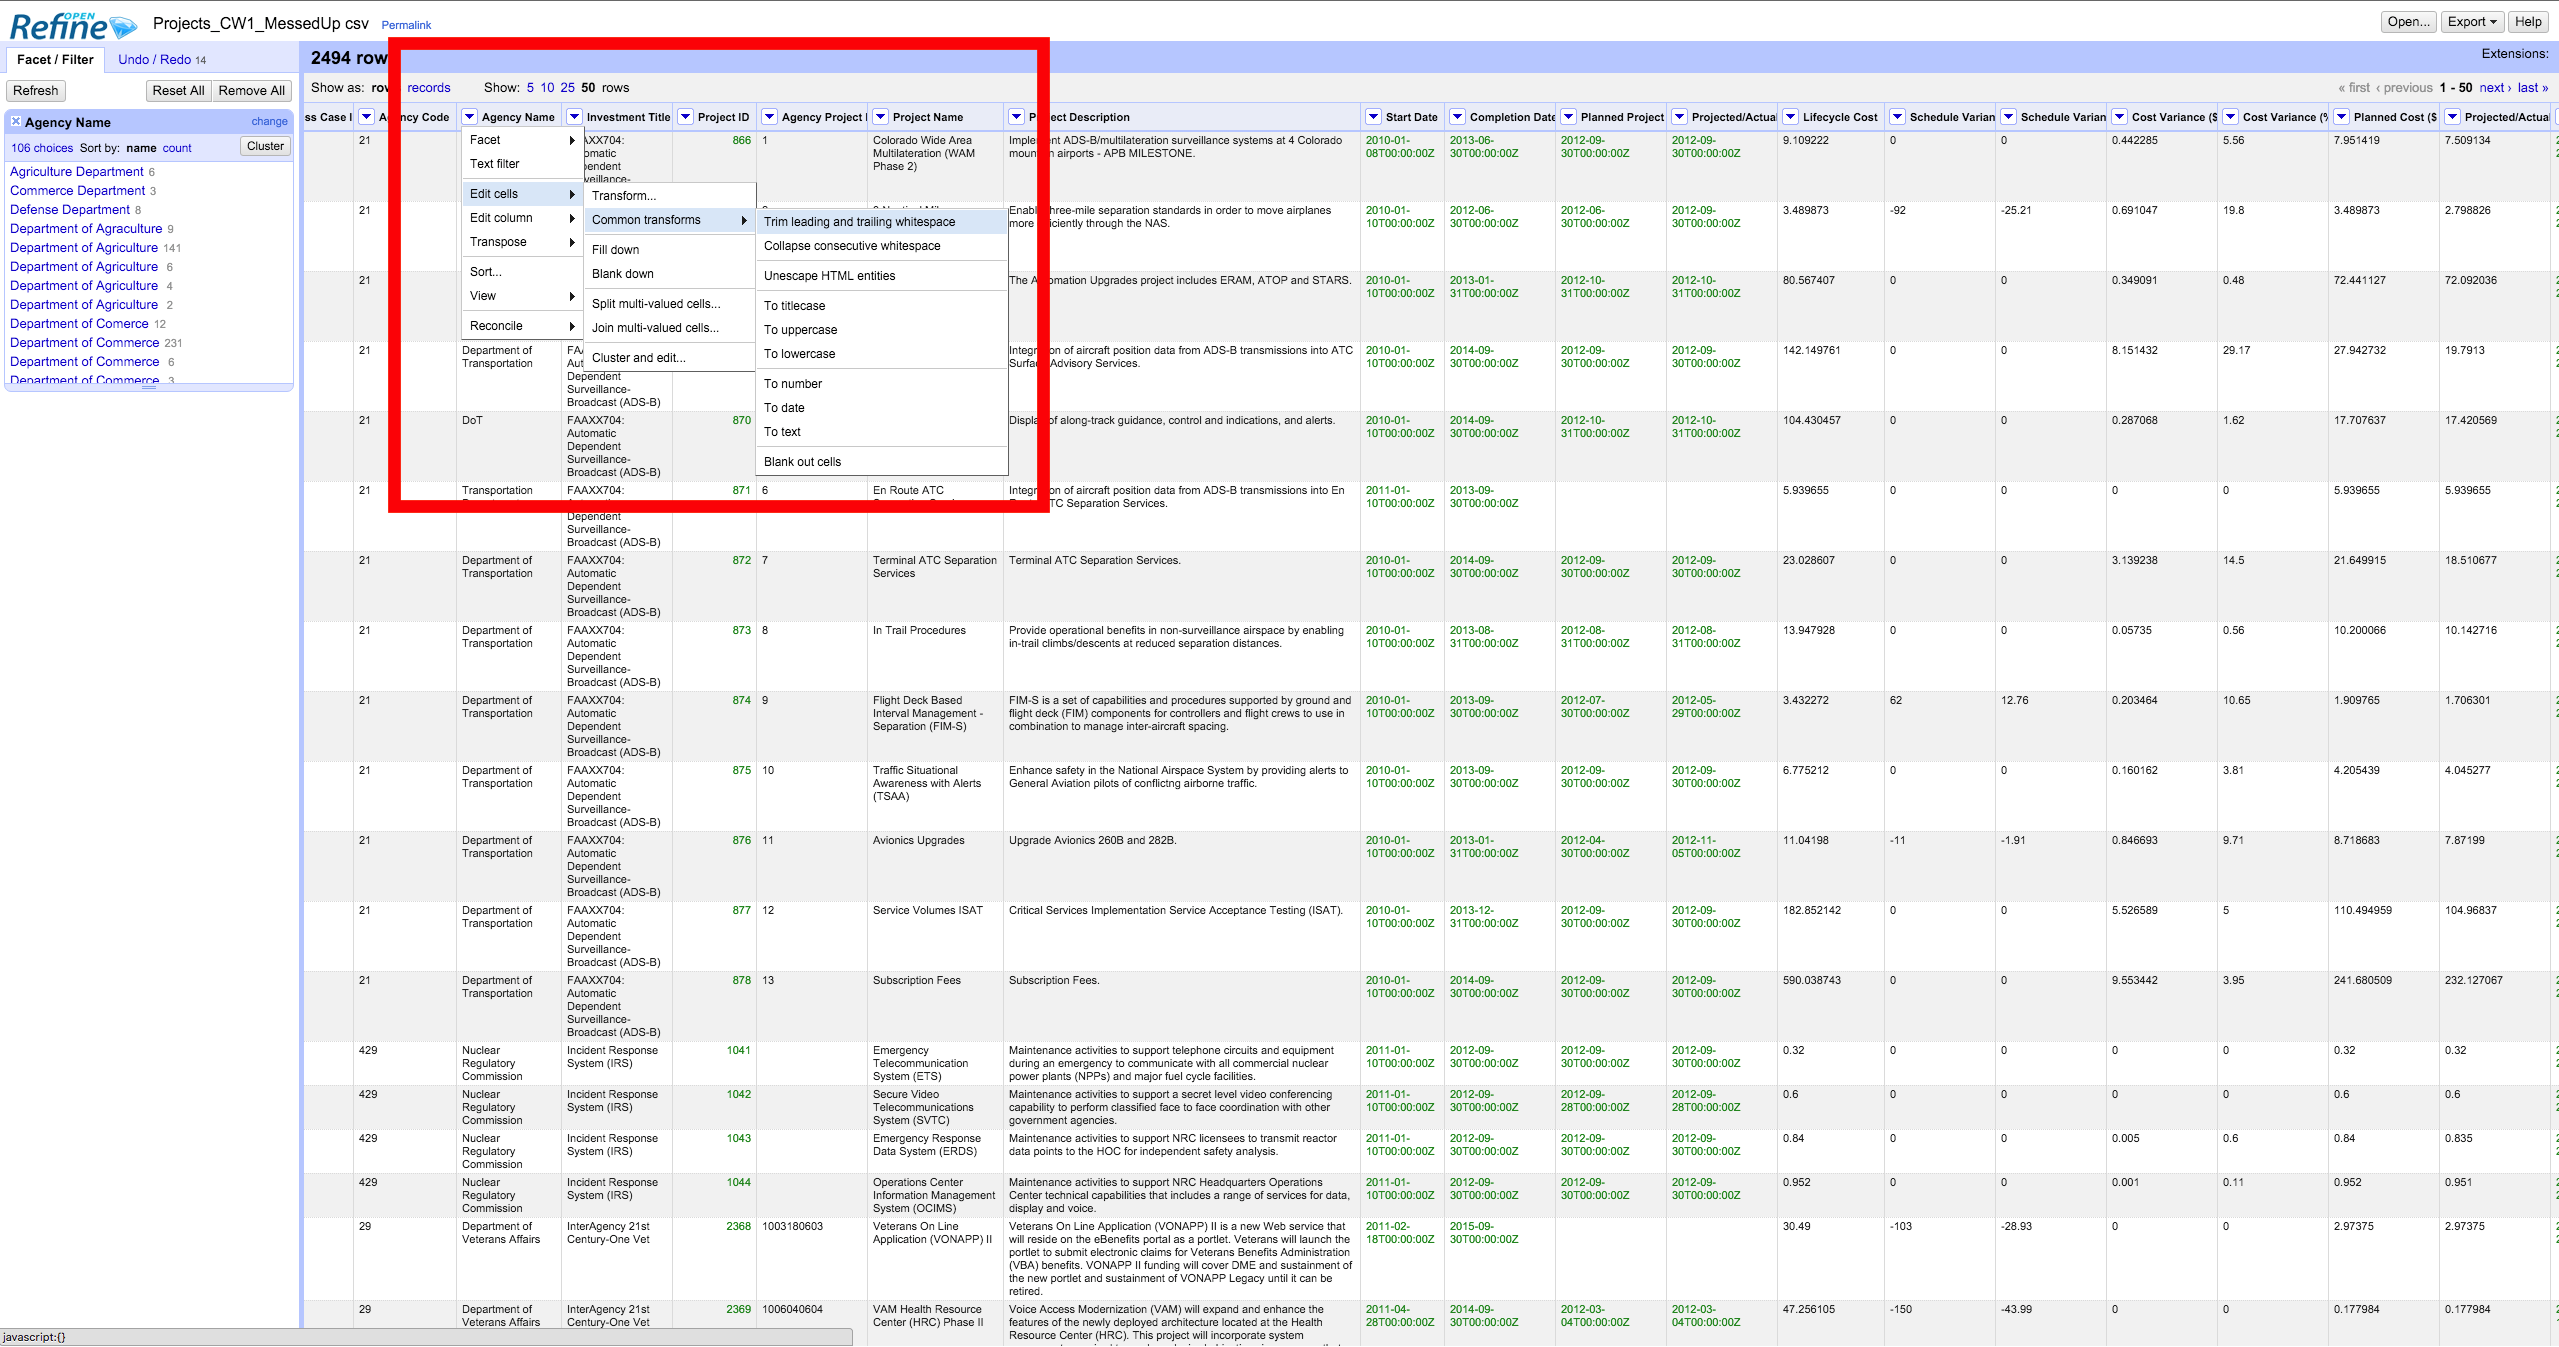 OPEN
Refine
Projects_CW1_MessedUp csv Permalink
Open... Export Help
Facet / Filter Undo / Redo 14
Refresh Reset All Remove All
Agency Name change
106 choices Sort by: name count Cluster
Agriculture Department 6
Commerce Department 3
Defense Department 8
Department of Agraculture 9
Department of Agriculture 141
Department of Agriculture 6
Department of Agriculture 4
Department of Agriculture 2
Department of Comerce 12
Department of Commerce 231
Department of Commerce 6
Department of Commerce 3
2494 row
Extensions:
Show as: rows records Show: 5 10 25 50 rows
« first ‹ previous 1 - 50 next › last »
ss Case I Agency Code Agency Name Investment Title Project ID Agency Project I Project Name Project Description Start Date Completion Date Planned Project Projected/Actual Lifecycle Cost Schedule Varian Schedule Varian Cost Variance ($ Cost Variance (% Planned Cost ($ Projected/Actual
Facet
Text filter
Edit cells
Edit column
Transpose
Sort...
View
Reconcile
Transform...
Common transforms
Fill down
Blank down
Split multi-valued cells...
Join multi-valued cells...
Cluster and edit...
Trim leading and trailing whitespace
Collapse consecutive whitespace
Unescape HTML entities
To titlecase
To uppercase
To lowercase
To number
To date
To text
Blank out cells
21 866 1 Colorado Wide Area Multilateration (WAM Phase 2) Implement ADS-B/multilateration surveillance systems at 4 Colorado mountain airports - APB MILESTONE. 2010-01-08T00:00:00Z 2013-06-30T00:00:00Z 2012-09-30T00:00:00Z 2012-09-30T00:00:00Z 9.109222 0 0 0.442285 5.56 7.951419 7.509134
21 Enable three-mile separation standards in order to move airplanes more efficiently through the NAS. 2010-01-10T00:00:00Z 2012-06-30T00:00:00Z 2012-06-30T00:00:00Z 2012-09-30T00:00:00Z 3.489873 -92 -25.21 0.691047 19.8 3.489873 2.798826
21 The Automation Upgrades project includes ERAM, ATOP and STARS. 2010-01-10T00:00:00Z 2013-01-31T00:00:00Z 2012-10-31T00:00:00Z 2012-10-31T00:00:00Z 80.567407 0 0 0.349091 0.48 72.441127 72.092036
21 Department of Transportation Dependent Surveillance-Broadcast (ADS-B) Integration of aircraft position data from ADS-B transmissions into ATC Surface Advisory Services. 2010-01-10T00:00:00Z 2014-09-30T00:00:00Z 2012-09-30T00:00:00Z 2012-09-30T00:00:00Z 142.149761 0 0 8.151432 29.17 27.942732 19.7913
21 DoT FAAXX704: Automatic Dependent Surveillance-Broadcast (ADS-B) 870 Display of along-track guidance, control and indications, and alerts. 2010-01-10T00:00:00Z 2014-09-30T00:00:00Z 2012-10-31T00:00:00Z 2012-10-31T00:00:00Z 104.430457 0 0 0.287068 1.62 17.707637 17.420569
21 Transportation FAAXX704: Dependent Surveillance-Broadcast (ADS-B) 871 6 En Route ATC Integration of aircraft position data from ADS-B transmissions into En TC Separation Services. 2011-01-10T00:00:00Z 2013-09-30T00:00:00Z 5.939655 0 0 0 0 5.939655 5.939655
21 Department of Transportation FAAXX704: Automatic Dependent Surveillance-Broadcast (ADS-B) 872 7 Terminal ATC Separation Services Terminal ATC Separation Services. 2010-01-10T00:00:00Z 2014-09-30T00:00:00Z 2012-09-30T00:00:00Z 2012-09-30T00:00:00Z 23.028607 0 0 3.139238 14.5 21.649915 18.510677
21 Department of Transportation FAAXX704: Automatic Dependent Surveillance-Broadcast (ADS-B) 873 8 In Trail Procedures Provide operational benefits in non-surveillance airspace by enabling in-trail climbs/descents at reduced separation distances. 2010-01-10T00:00:00Z 2013-08-31T00:00:00Z 2012-08-31T00:00:00Z 2012-08-31T00:00:00Z 13.947928 0 0 0.05735 0.56 10.200066 10.142716
21 Department of Transportation FAAXX704: Automatic Dependent Surveillance-Broadcast (ADS-B) 874 9 Flight Deck Based Interval Management - Separation (FIM-S) FIM-S is a set of capabilities and procedures supported by ground and flight deck (FIM) components for controllers and flight crews to use in combination to manage inter-aircraft spacing. 2010-01-10T00:00:00Z 2013-09-30T00:00:00Z 2012-07-30T00:00:00Z 2012-05-29T00:00:00Z 3.432272 62 12.76 0.203464 10.65 1.909765 1.706301
21 Department of Transportation FAAXX704: Automatic Dependent Surveillance-Broadcast (ADS-B) 875 10 Traffic Situational Awareness with Alerts (TSAA) Enhance safety in the National Airspace System by providing alerts to General Aviation pilots of conflictng airborne traffic. 2010-01-10T00:00:00Z 2013-09-30T00:00:00Z 2012-09-30T00:00:00Z 2012-09-30T00:00:00Z 6.775212 0 0 0.160162 3.81 4.205439 4.045277
21 Department of Transportation FAAXX704: Automatic Dependent Surveillance-Broadcast (ADS-B) 876 11 Avionics Upgrades Upgrade Avionics 260B and 282B. 2010-01-10T00:00:00Z 2013-01-31T00:00:00Z 2012-04-30T00:00:00Z 2012-11-05T00:00:00Z 11.04198 -11 -1.91 0.846693 9.71 8.718683 7.87199
21 Department of Transportation FAAXX704: Automatic Dependent Surveillance-Broadcast (ADS-B) 877 12 Service Volumes ISAT Critical Services Implementation Service Acceptance Testing (ISAT). 2010-01-10T00:00:00Z 2013-12-31T00:00:00Z 2012-09-30T00:00:00Z 2012-09-30T00:00:00Z 182.852142 0 0 5.526589 5 110.494959 104.96837
21 Department of Transportation FAAXX704: Automatic Dependent Surveillance-Broadcast (ADS-B) 878 13 Subscription Fees Subscription Fees. 2010-01-10T00:00:00Z 2014-09-30T00:00:00Z 2012-09-30T00:00:00Z 2012-09-30T00:00:00Z 590.038743 0 0 9.553442 3.95 241.680509 232.127067
429 Nuclear Regulatory Commission Incident Response System (IRS) 1041 Emergency Telecommunication System (ETS) Maintenance activities to support telephone circuits and equipment during an emergency to communicate with all commercial nuclear power plants (NPPs) and major fuel cycle facilities. 2011-01-10T00:00:00Z 2012-09-30T00:00:00Z 2012-09-30T00:00:00Z 2012-09-30T00:00:00Z 0.32 0 0 0 0 0.32 0.32
429 Nuclear Regulatory Commission Incident Response System (IRS) 1042 Secure Video Telecommunications System (SVTC) Maintenance activities to support a secret level video conferencing capability to perform classified face to face coordination with other government agencies. 2011-01-10T00:00:00Z 2012-09-30T00:00:00Z 2012-09-28T00:00:00Z 2012-09-28T00:00:00Z 0.6 0 0 0 0 0.6 0.6
429 Nuclear Regulatory Commission Incident Response System (IRS) 1043 Emergency Response Data System (ERDS) Maintenance activities to support NRC licensees to transmit reactor data points to the HOC for independent safety analysis. 2011-01-10T00:00:00Z 2012-09-30T00:00:00Z 2012-09-30T00:00:00Z 2012-09-30T00:00:00Z 0.84 0 0 0.005 0.6 0.84 0.835
429 Nuclear Regulatory Commission Incident Response System (IRS) 1044 Operations Center Information Management System (OCIMS) Maintenance activities to support NRC Headquarters Operations Center technical capabilities that includes a range of services for data, display and voice. 2011-01-10T00:00:00Z 2012-09-30T00:00:00Z 2012-09-30T00:00:00Z 2012-09-30T00:00:00Z 0.952 0 0 0.001 0.11 0.952 0.951
29 Department of Veterans Affairs InterAgency 21st Century-One Vet 2368 1003180603 Veterans On Line Application (VONAPP) II Veterans On Line Application (VONAPP) II is a new Web service that will reside on the eBenefits portal as a portlet. Veterans will launch the portlet to submit electronic claims for Veterans Benefits Administration (VBA) benefits. VONAPP II funding will cover DME and sustainment of the new portlet and sustainment of VONAPP Legacy until it can be retired. 2011-02-18T00:00:00Z 2015-09-30T00:00:00Z 30.49 -103 -28.93 0 0 2.97375 2.97375
29 Department of Veterans Affairs InterAgency 21st Century-One Vet 2369 1006040604 VAM Health Resource Center (HRC) Phase II Voice Access Modernization (VAM) will expand and enhance the features of the newly deployed architecture located at the Health Resource Center (HRC). This project will incorporate system 2011-04-28T00:00:00Z 2014-09-30T00:00:00Z 2012-03-04T00:00:00Z 2012-03-04T00:00:00Z 47.256105 -150 -43.99 0 0 0.177984 0.177984
javascript:{}